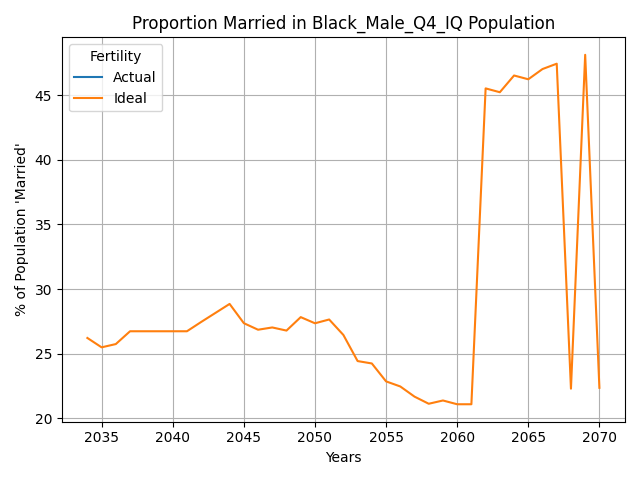 Proportion Married in Black_Male_Q4_IQ Population
Fertility
Actual
Ideal
% of Population 'Married'
45
40
35
30
25
20
2035 2040 2045 2050 2055 2060 2065 2070
Years